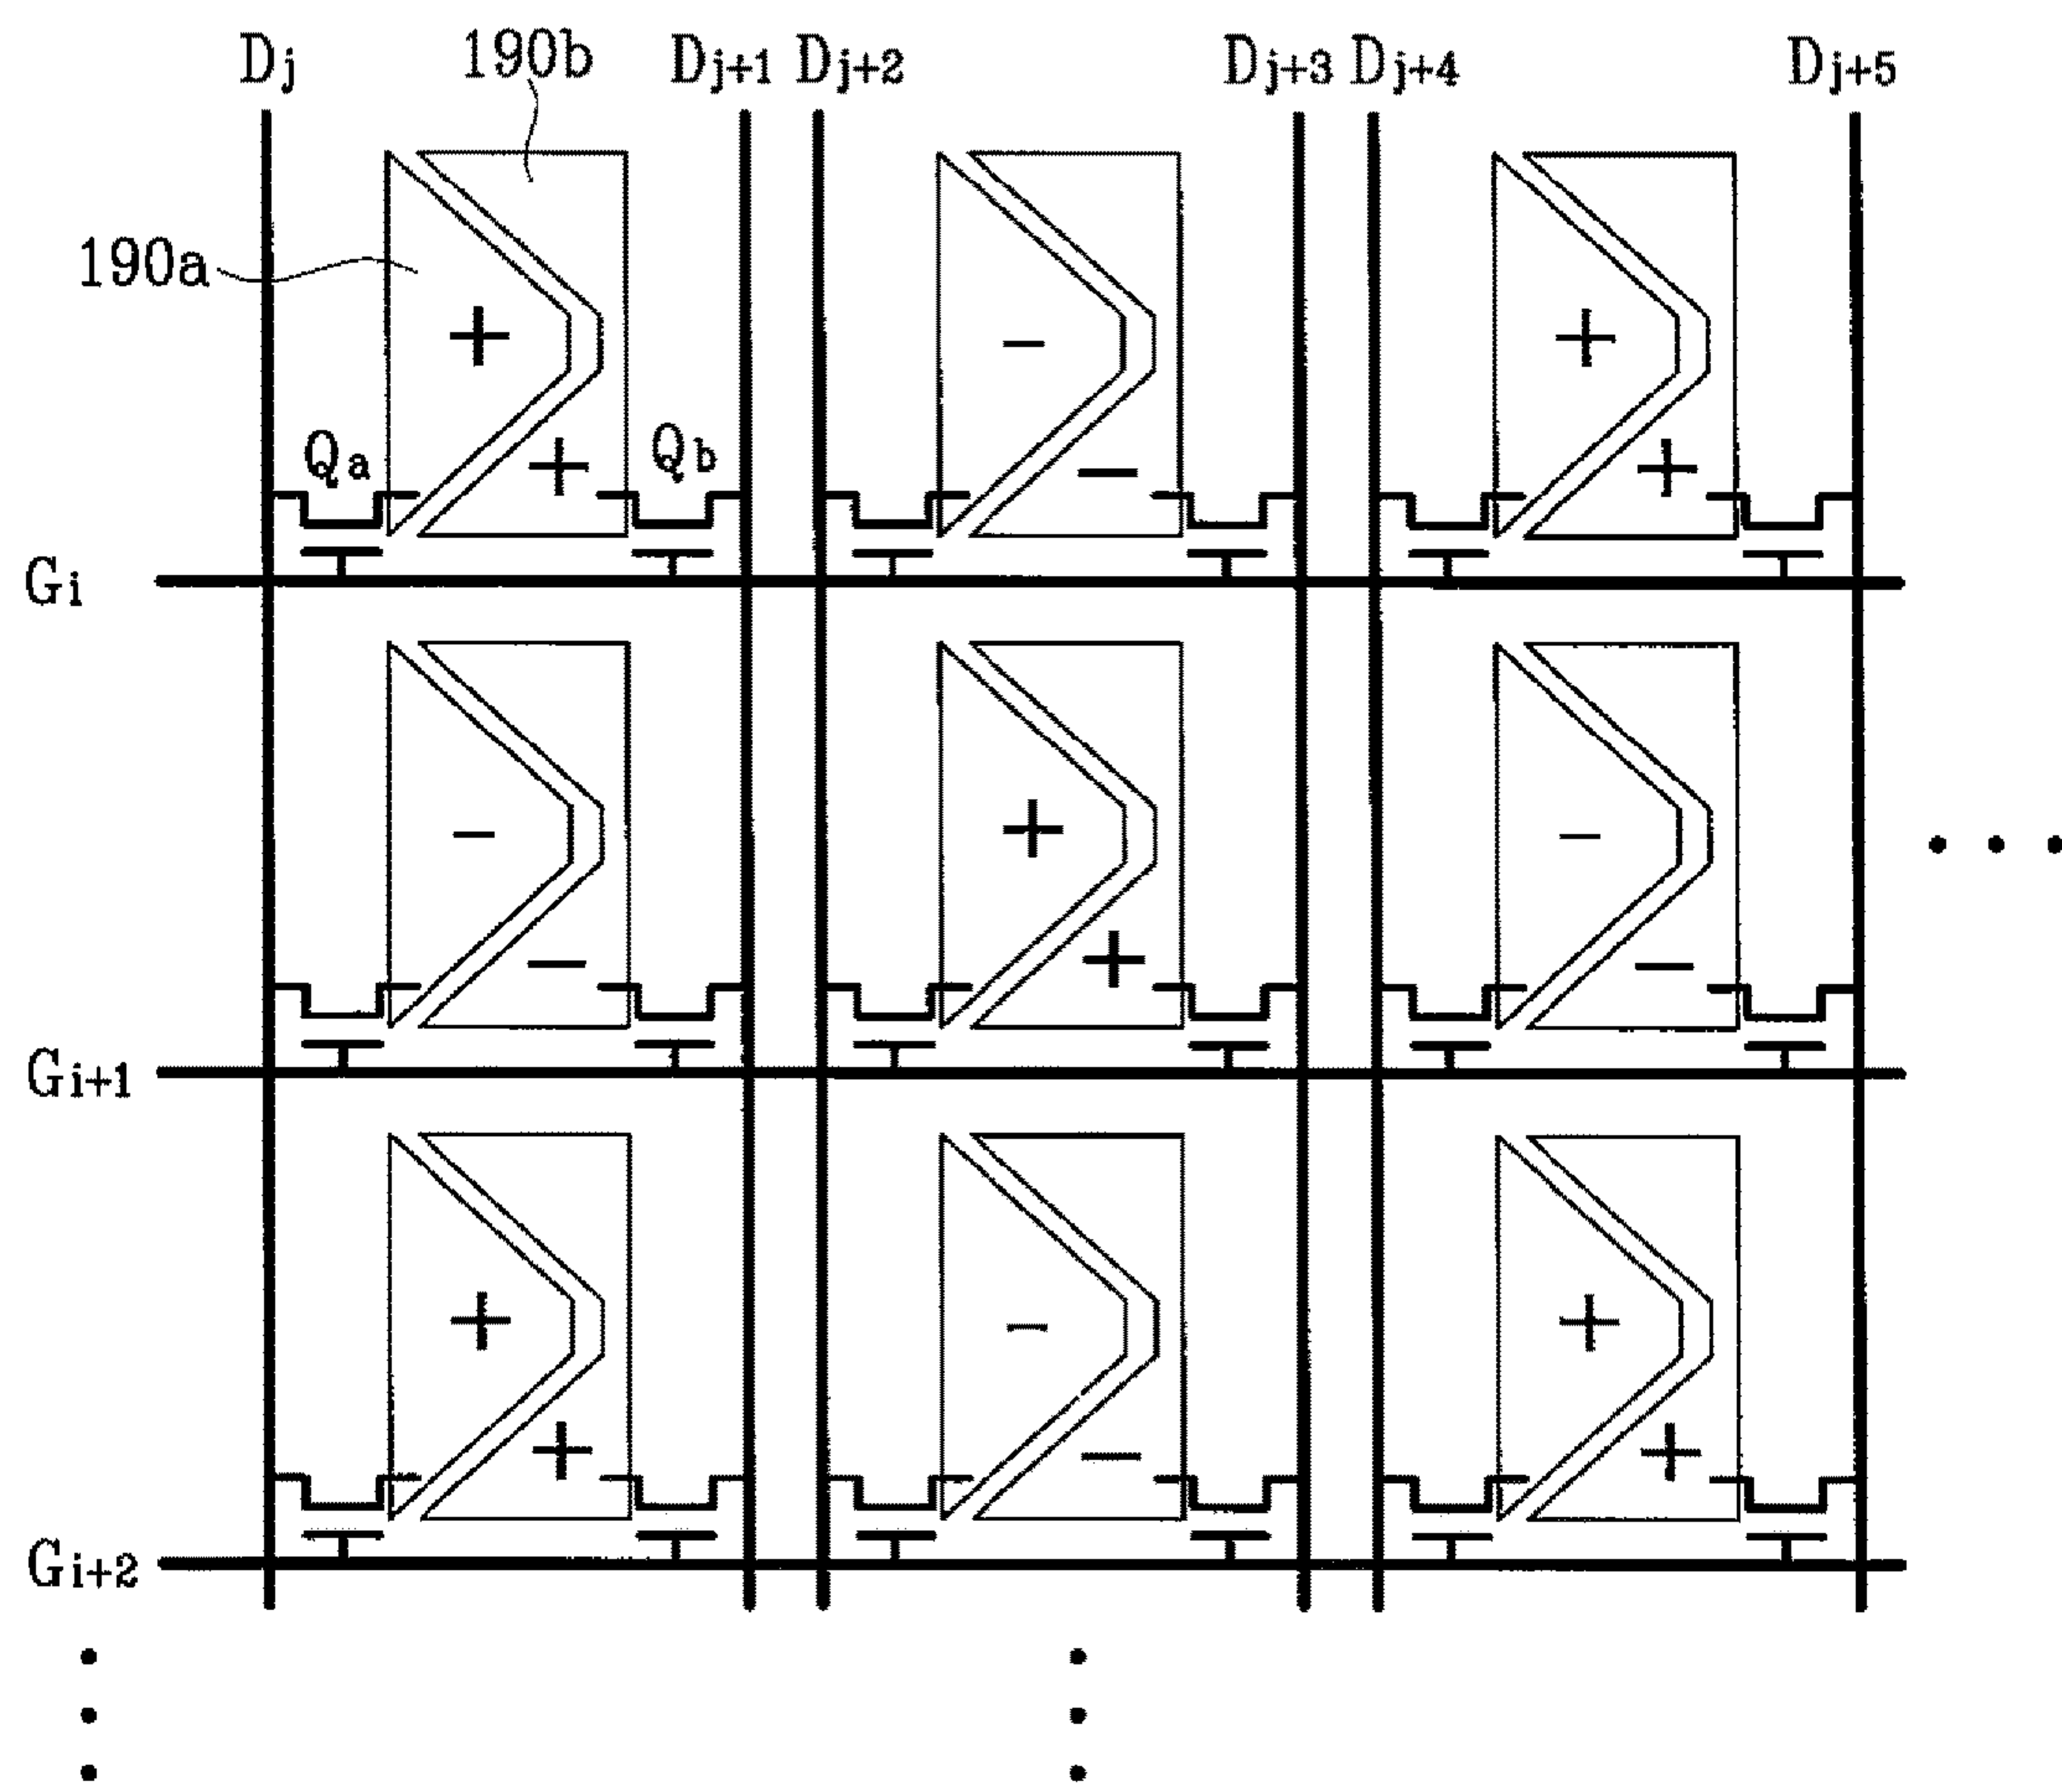 Dj 190b Dj+1 Dj+2 Dj+3 Dj+4 Dj+5
190a
+ - +
Qa + Qb - +
Gi
- + -
- + -
Gi+1
+ - +
+ - +
Gi+2